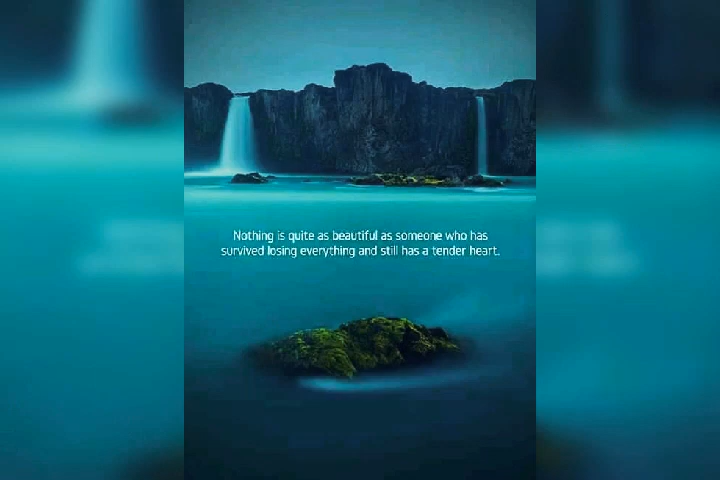 Nothing is quite as beautiful as someone who has
survived losing everything and still has a tender heart.